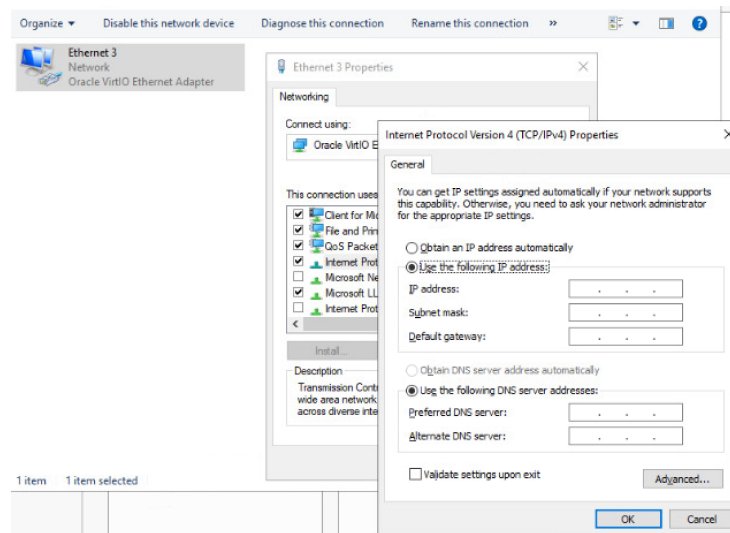 Organize Disable this network device Diagnose this connection Rename this connection »
Ethernet 3
Network
Oracle VirtIO Ethernet Adapter
Ethernet 3 Properties
Networking
Connect using:
Oracle VirtIO E
This connection uses
Client for Mic
File and Prin
QoS Packet
Internet Prot
Microsoft Ne
Microsoft LL
Internet Prot
Install...
Description
Transmission Contr
wide area network
across diverse inte
Internet Protocol Version 4 (TCP/IPv4) Properties
General
You can get IP settings assigned automatically if your network supports
this capability. Otherwise, you need to ask your network administrator
for the appropriate IP settings.
Obtain an IP address automatically
Use the following IP address:
IP address:
Subnet mask:
Default gateway:
Obtain DNS server address automatically
Use the following DNS server addresses:
Preferred DNS server:
Alternate DNS server:
Validate settings upon exit
Advanced...
OK Cancel
1 item 1 item selected